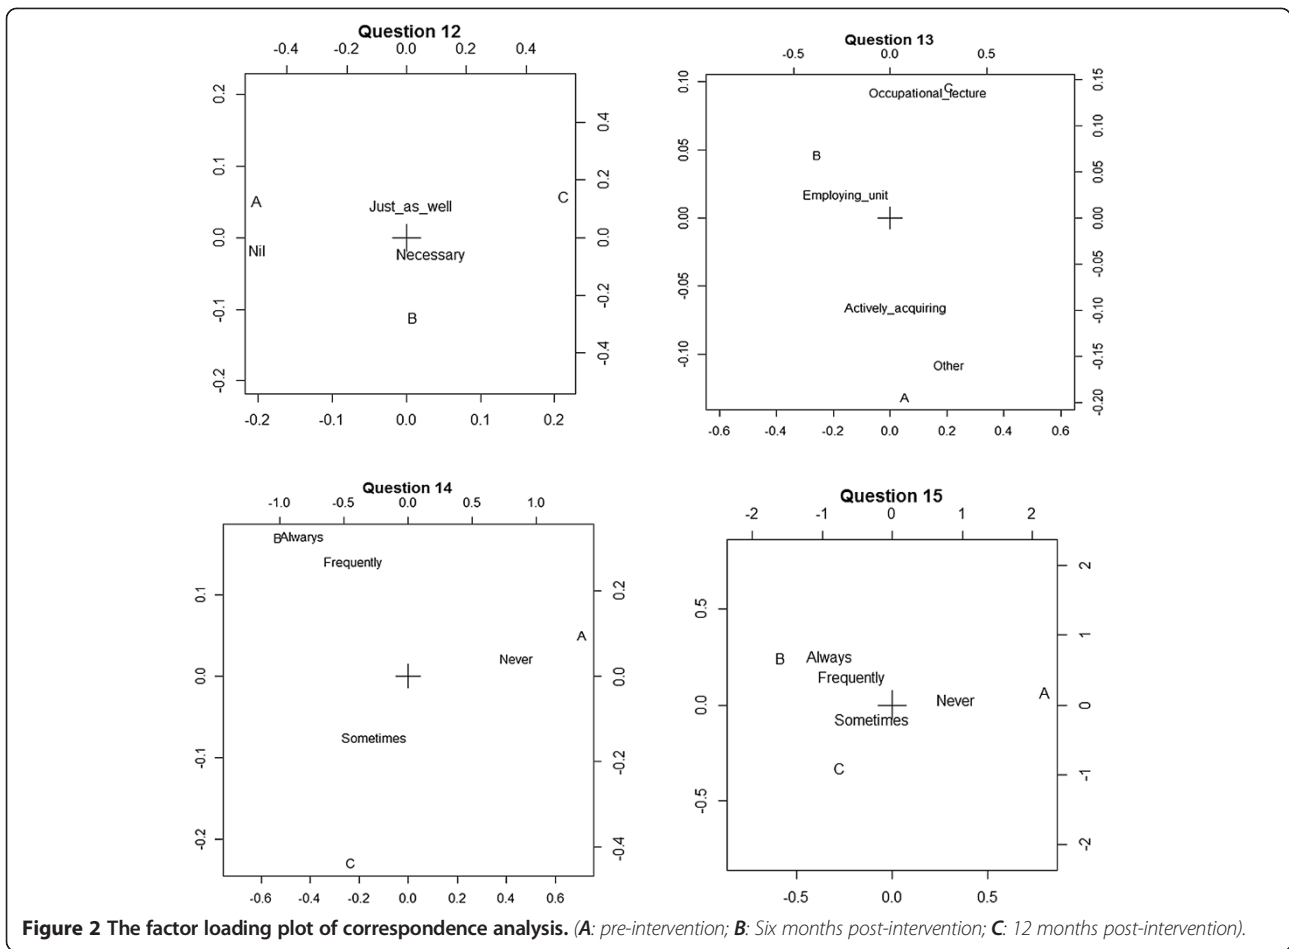 Question 12
-0.4 -0.2 0.0 0.2 0.4
0.2 0.1 0.0 -0.1 -0.2
0.4 0.2 0.0 -0.2 -0.4
A
C
Just_as_well
Nil
Necessary
B
-0.2 -0.1 0.0 0.1 0.2
Question 13
-0.5 0.0 0.5
0.10 0.05 0.00 -0.05 -0.10
0.15 0.10 0.05 0.00 -0.05 -0.10 -0.15 -0.20
C
Occupational_lecture
B
Employing_unit
Actively_acquiring
Other
A
-0.6 -0.4 -0.2 0.0 0.2 0.4 0.6
Question 14
-1.0 -0.5 0.0 0.5 1.0
0.1 0.0 -0.1 -0.2
0.2 0.0 -0.2 -0.4
B Alwarys
Frequently
A
Never
Sometimes
C
-0.6 -0.4 -0.2 0.0 0.2 0.4 0.6
Question 15
-2 -1 0 1 2
0.5 0.0 -0.5
2 1 0 -1 -2
B
Always
Frequently
A
Never
Sometimes
C
-0.5 0.0 0.5
Figure 2 The factor loading plot of correspondence analysis. (A: pre-intervention; B: Six months post-intervention; C: 12 months post-intervention).